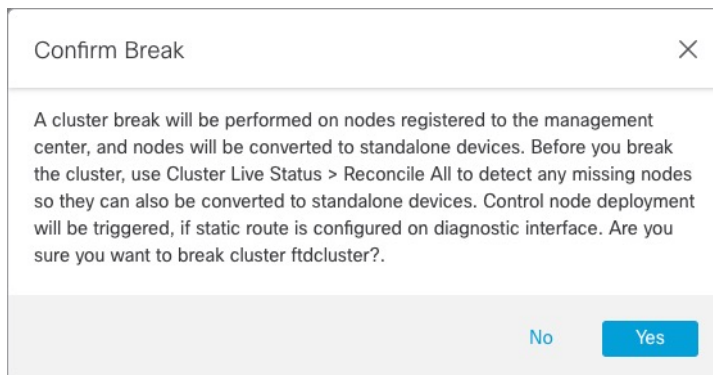 Confirm Break
A cluster break will be performed on nodes registered to the management
center, and nodes will be converted to standalone devices. Before you break
the cluster, use Cluster Live Status > Reconcile All to detect any missing nodes
so they can also be converted to standalone devices. Control node deployment
will be triggered, if static route is configured on diagnostic interface. Are you
sure you want to break cluster ftdcluster?.
No
Yes